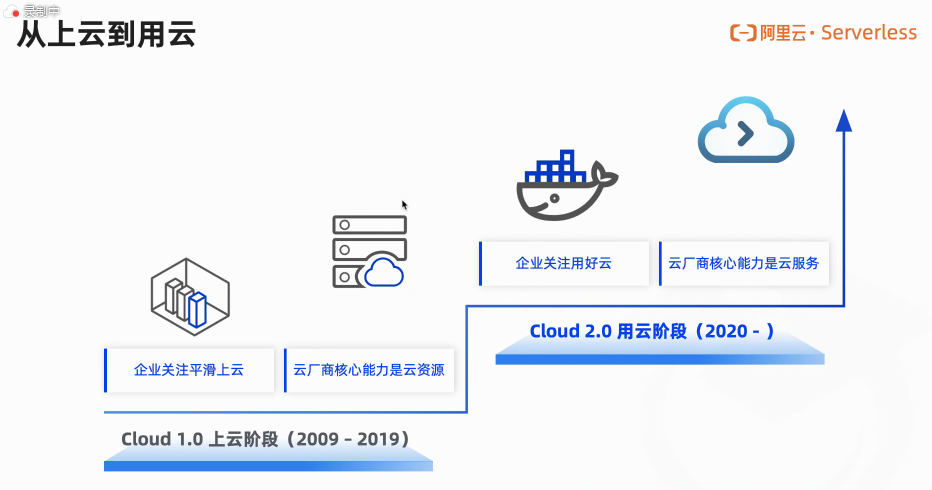 录制中
从上云到用云
阿里云·Serverless
企业关注用好云
云厂商核心能力是云服务
Cloud 2.0 用云阶段（2020 - ）
企业关注平滑上云
云厂商核心能力是云资源
Cloud 1.0 上云阶段（2009 – 2019）